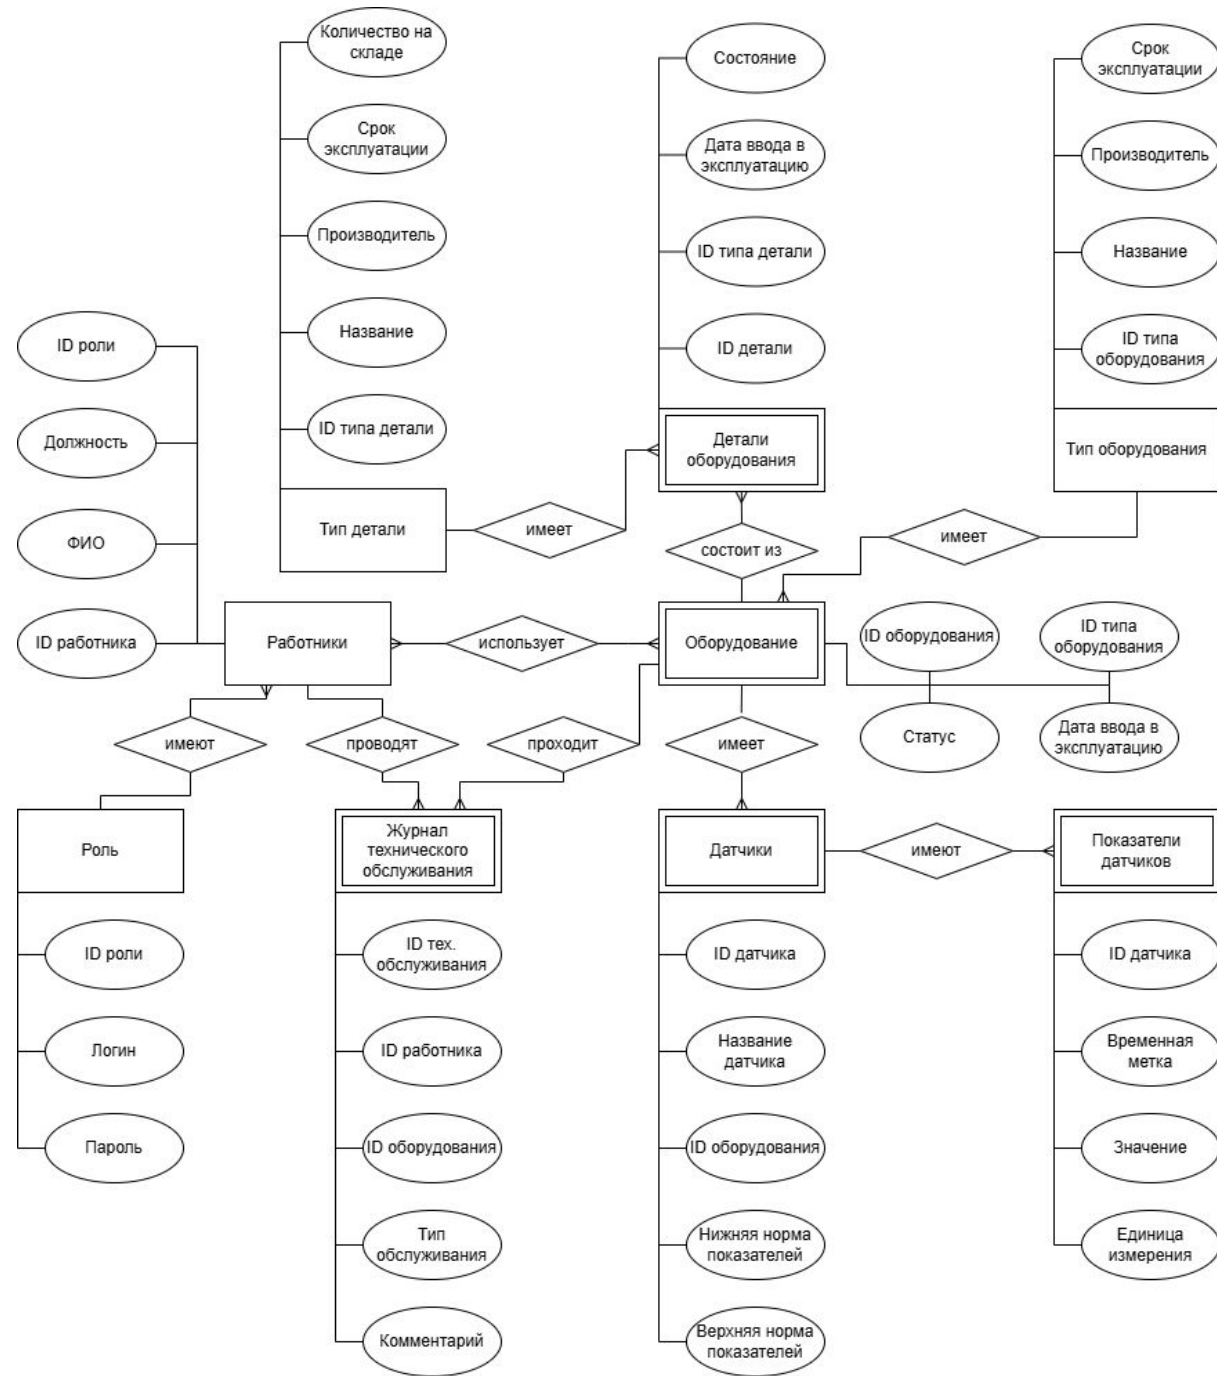 Количество на
складе
Срок
эксплуатации
Производитель
Название
ID типа детали
Тип детали
Состояние
Дата ввода в
эксплуатацию
ID типа детали
ID детали
Детали
оборудования
Срок
эксплуатации
Производитель
Название
ID типа
оборудования
Тип оборудования
ID роли
Должность
ФИО
ID работника
имеет
состоит из
имеет
Работники
использует
Оборудование
ID оборудования
ID типа
оборудования
Статус
Дата ввода в
эксплуатацию
имеют
проводят
проходит
имеет
Роль
Журнал
технического
обслуживания
Датчики
имеют
Показатели
датчиков
ID роли
Логин
Пароль
ID тех.
обслуживания
ID работника
ID оборудования
Тип
обслуживания
Комментарий
ID датчика
Название
датчика
ID оборудования
Нижняя норма
показателей
Верхняя норма
показателей
ID датчика
Временная
метка
Значение
Единица
измерения